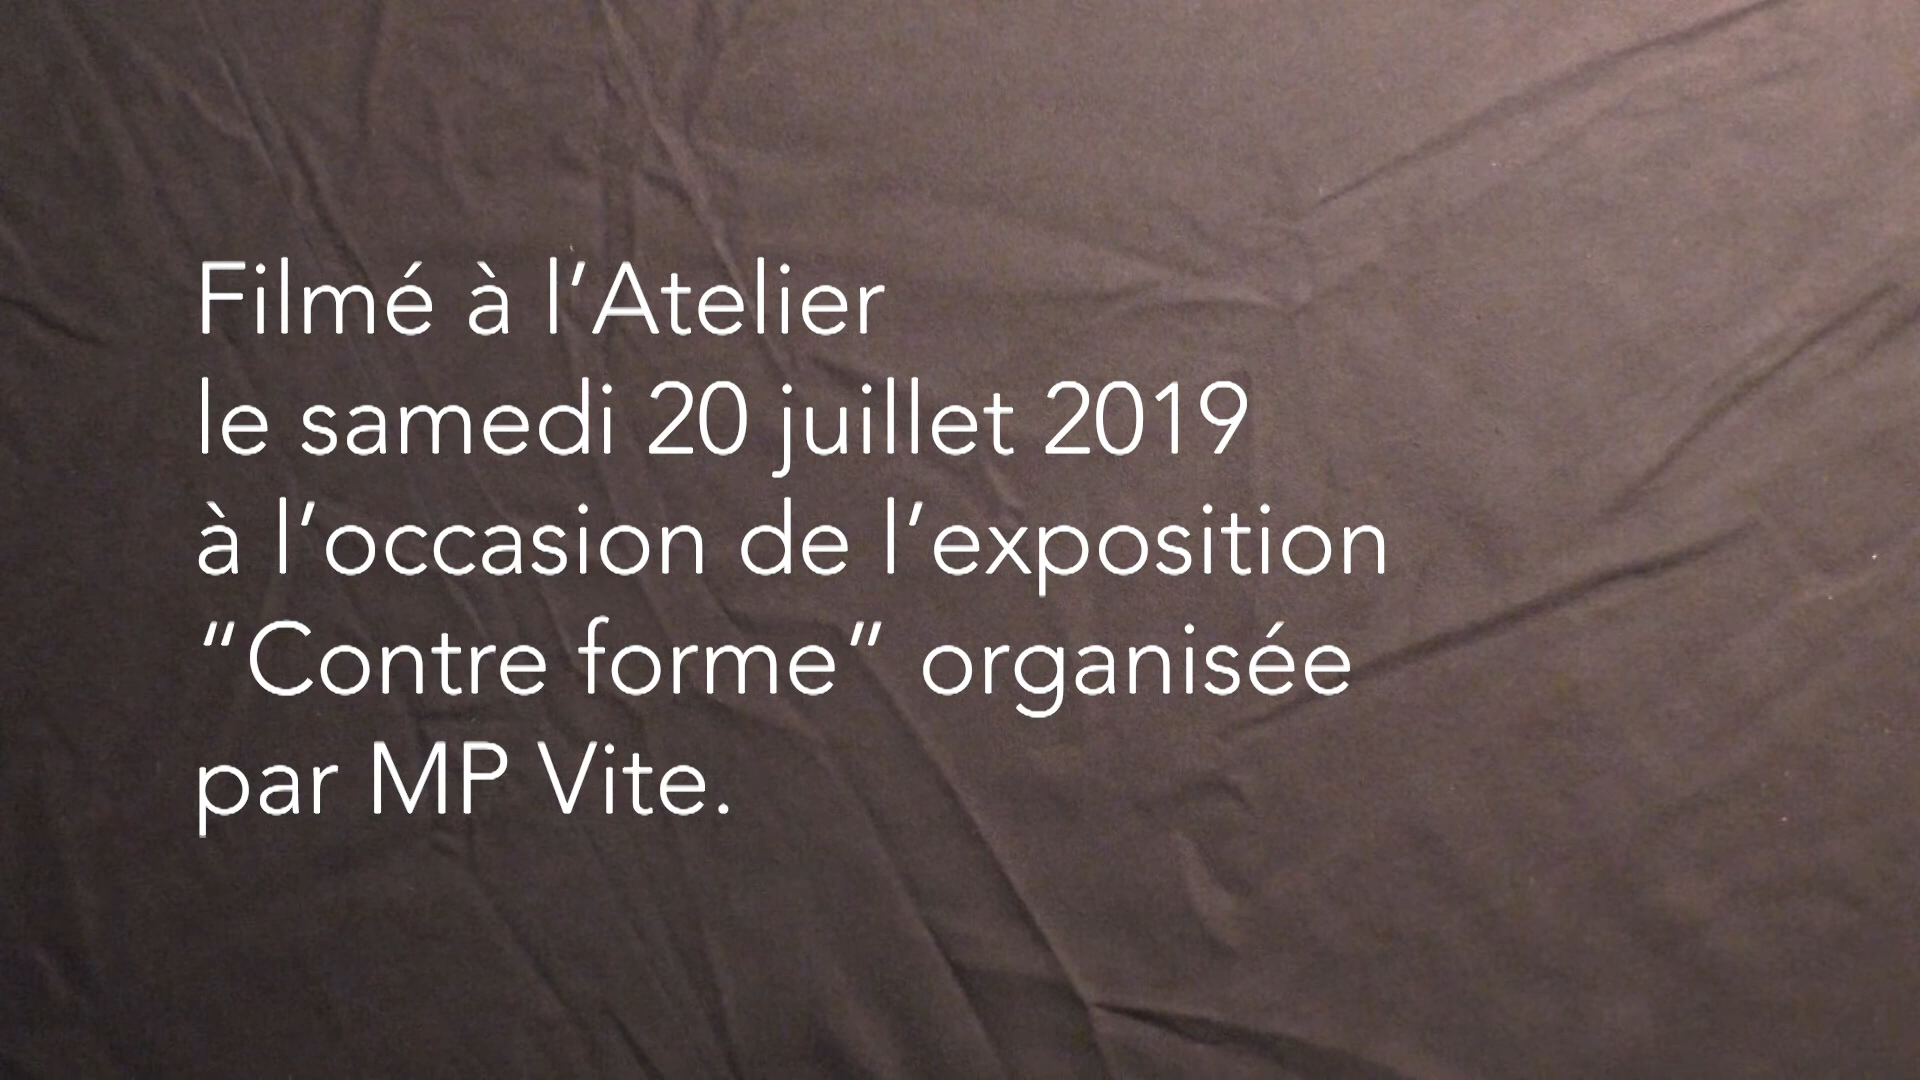 Filmé à l’Atelier
le samedi 20 juillet 2019
à l’occasion de l’exposition
“Contre forme” organisée
par MP Vite.